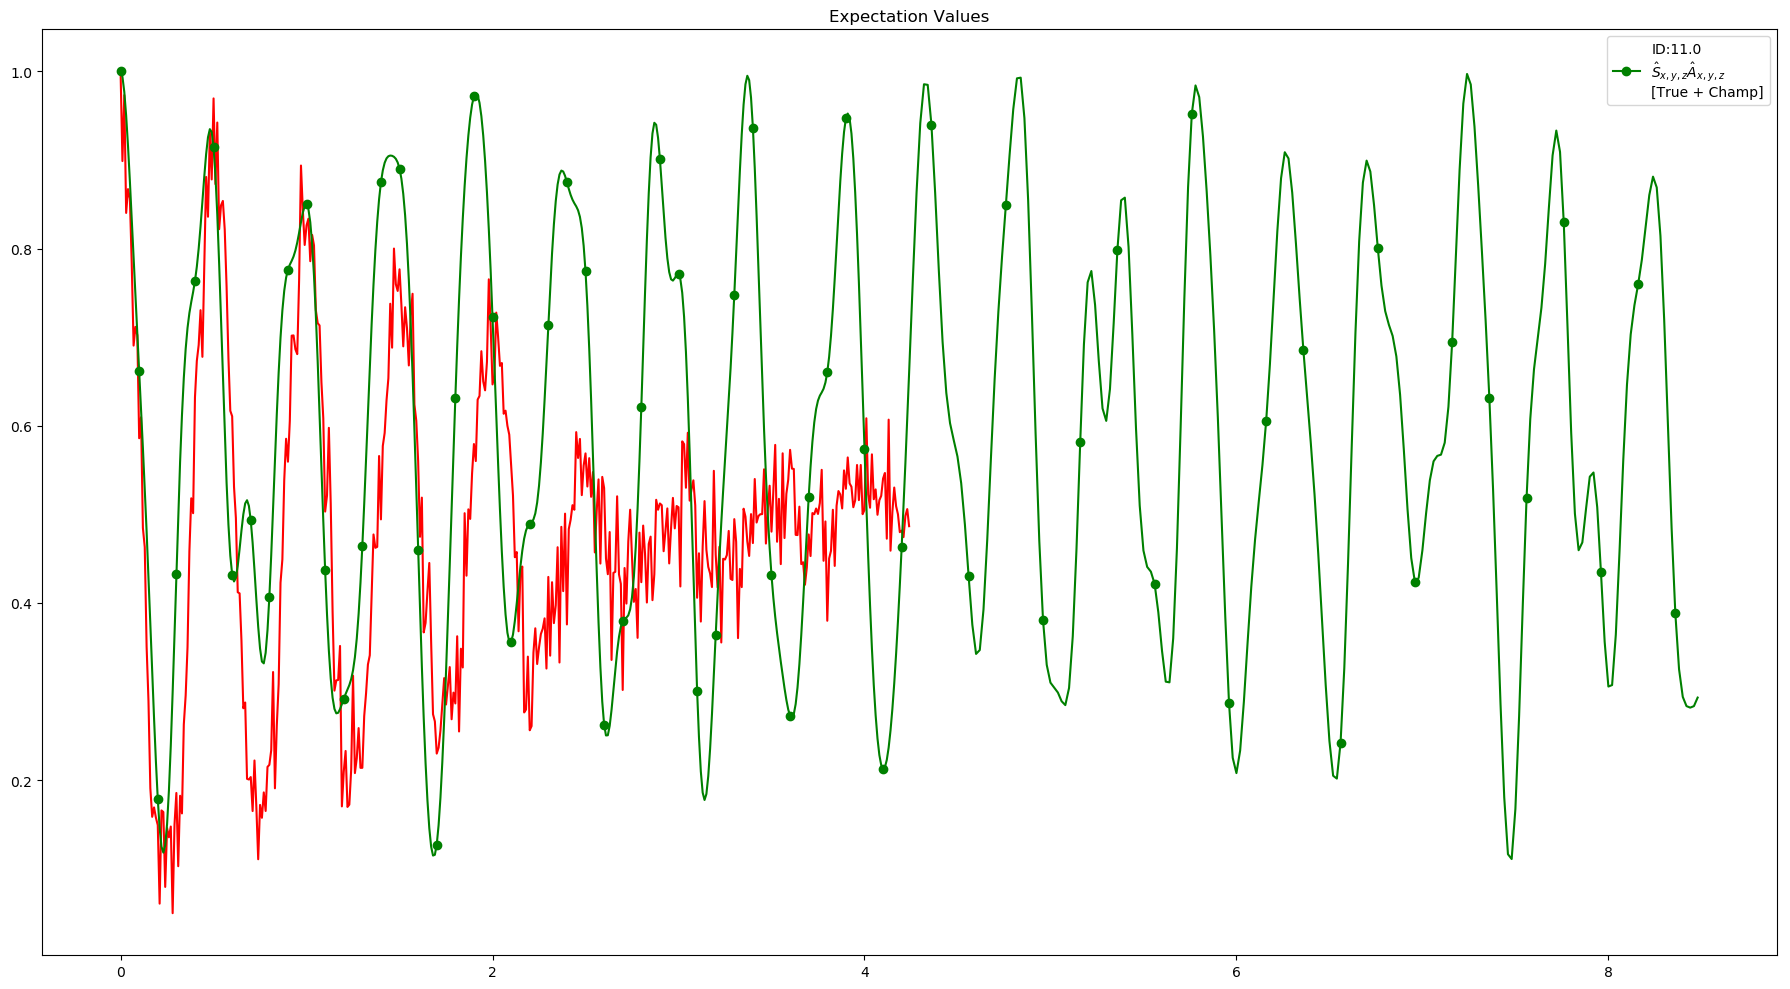 Expectation Values
ID:11.0
$\hat{S}_{x,y,z}\hat{A}_{x,y,z}$
[True + Champ]
1.0
0.8
0.6
0.4
0.2
0 2 4 6 8